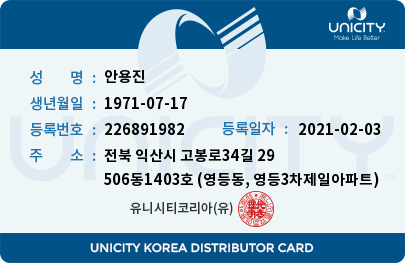 UNICITY
Make Life Better
성 명 : 안용진
생년월일 : 1971-07-17
등록번호 : 226891982 등록일자 : 2021-02-03
주 소 : 전북 익산시 고봉로34길 29
506동1403호 (영등동, 영등3차제일아파트)
유니시티코리아(유)
UNICITY KOREA DISTRIBUTOR CARD